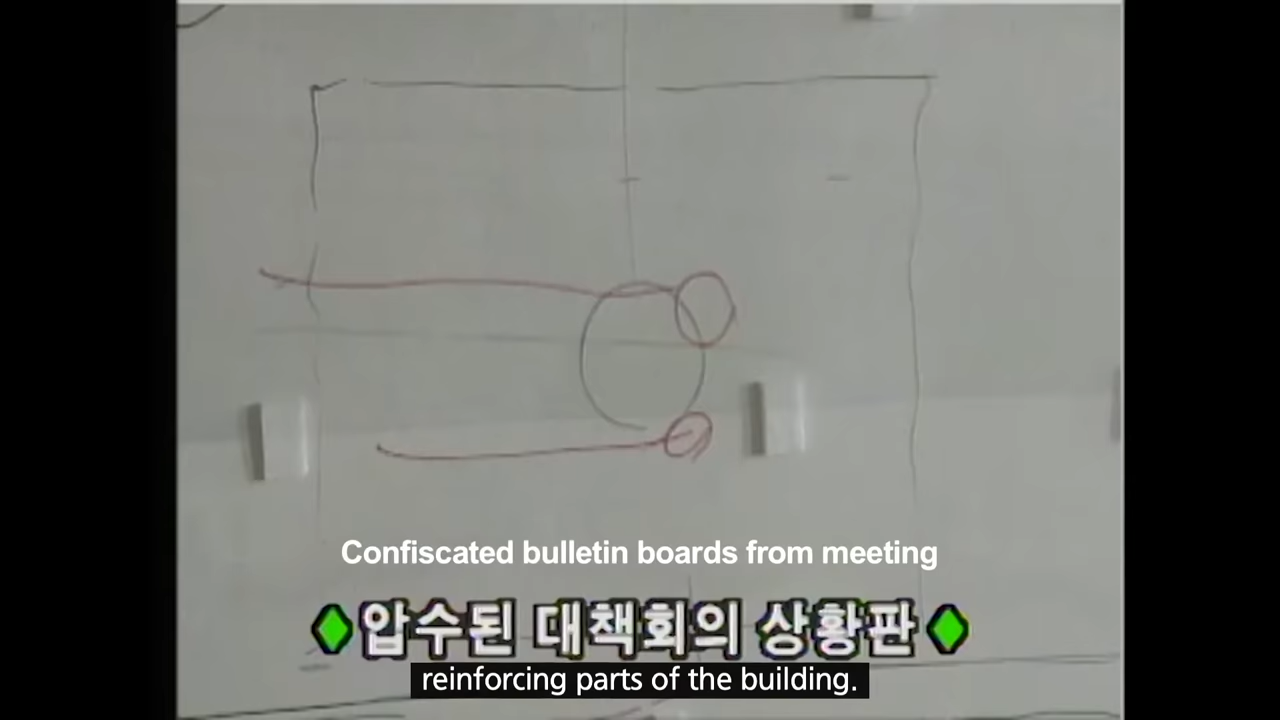 Confiscated bulletin boards from meeting
압수된 대책회의 상황판
reinforcing parts of the building.